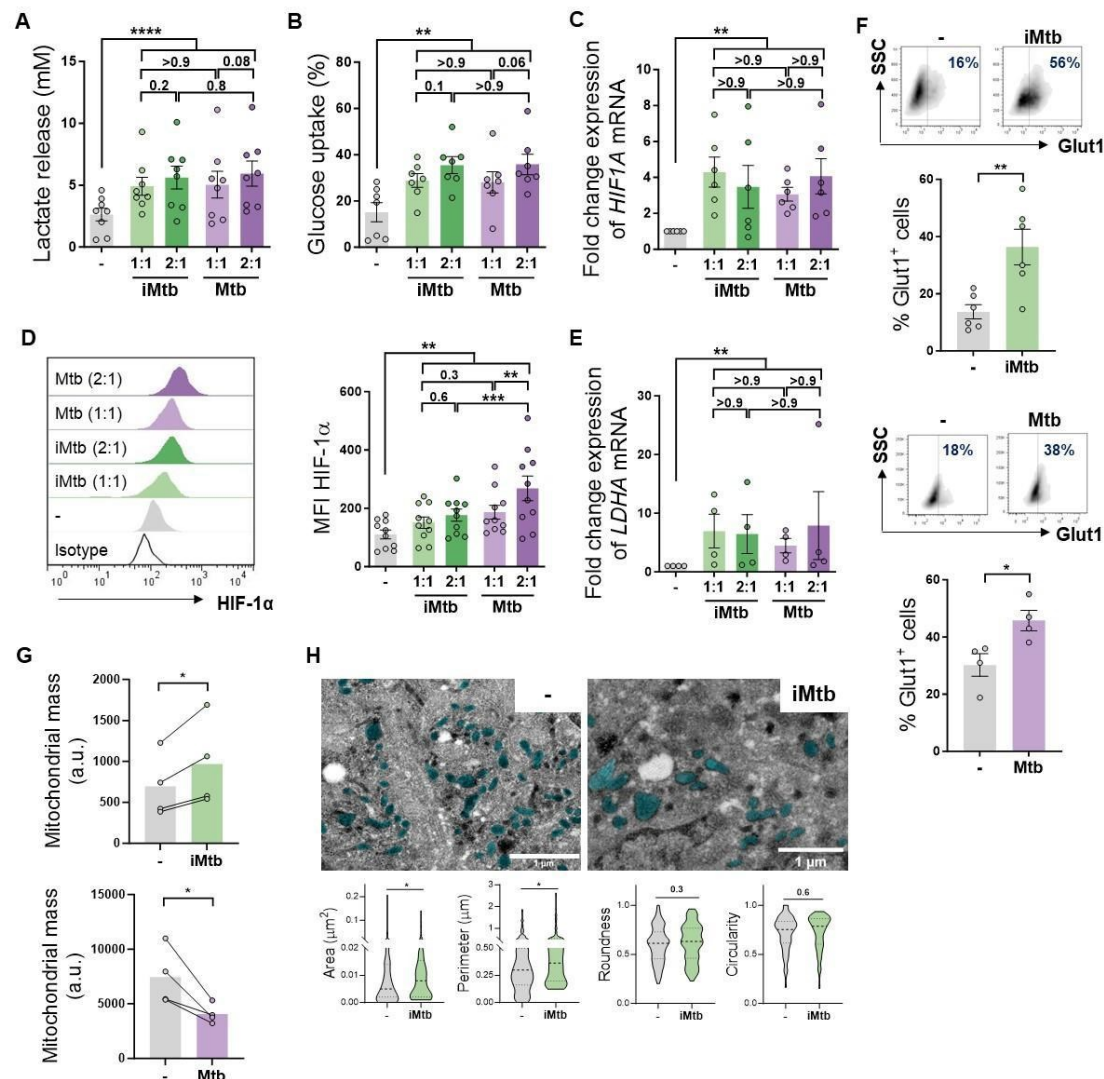 A
****
>0.9
0.08
0.2
0.8
Lactate release (mM)
15
10
5
0
-
1:1
2:1
1:1
2:1
iMtb
Mtb
B
**
>0.9
0.06
0.1
>0.9
Glucose uptake (%)
80
60
40
20
0
-
1:1
2:1
1:1
2:1
iMtb
Mtb
C
**
>0.9
>0.9
>0.9
>0.9
Fold change expression
of HIF1A mRNA
10
8
6
4
2
0
-
1:1
2:1
1:1
2:1
iMtb
Mtb
D
Mtb (2:1)
Mtb (1:1)
iMtb (2:1)
iMtb (1:1)
-
Isotype
10⁰
10²
10³
10⁴
HIF-1α
**
0.3
**
0.6
***
MFI HIF-1α
600
400
200
0
-
1:1
2:1
1:1
2:1
iMtb
Mtb
E
**
>0.9
>0.9
>0.9
>0.9
Fold change expression
of LDHA mRNA
30
20
10
0
-
1:1
2:1
1:1
2:1
iMtb
Mtb
F
-
iMtb
SSC
16%
56%
Glut1
**
% Glut1⁺ cells
60
40
20
0
-
iMtb
-
Mtb
SSC
18%
38%
Glut1
*
% Glut1⁺ cells
60
40
20
0
-
Mtb
G
*
Mitochondrial mass
(a.u.)
2000
1500
1000
500
0
-
iMtb
*
Mitochondrial mass
(a.u.)
15000
10000
5000
0
-
Mtb
H
-
iMtb
1 µm
1 µm
*
Area (µm²)
0.2
0.1
0.02
0.01
0.00
-
iMtb
*
Perimeter (µm)
3
2
1
0.50
0.25
0.00
-
iMtb
0.3
Roundness
1.0
0.5
0.0
-
iMtb
0.6
Circularity
1.0
0.5
0.0
-
iMtb